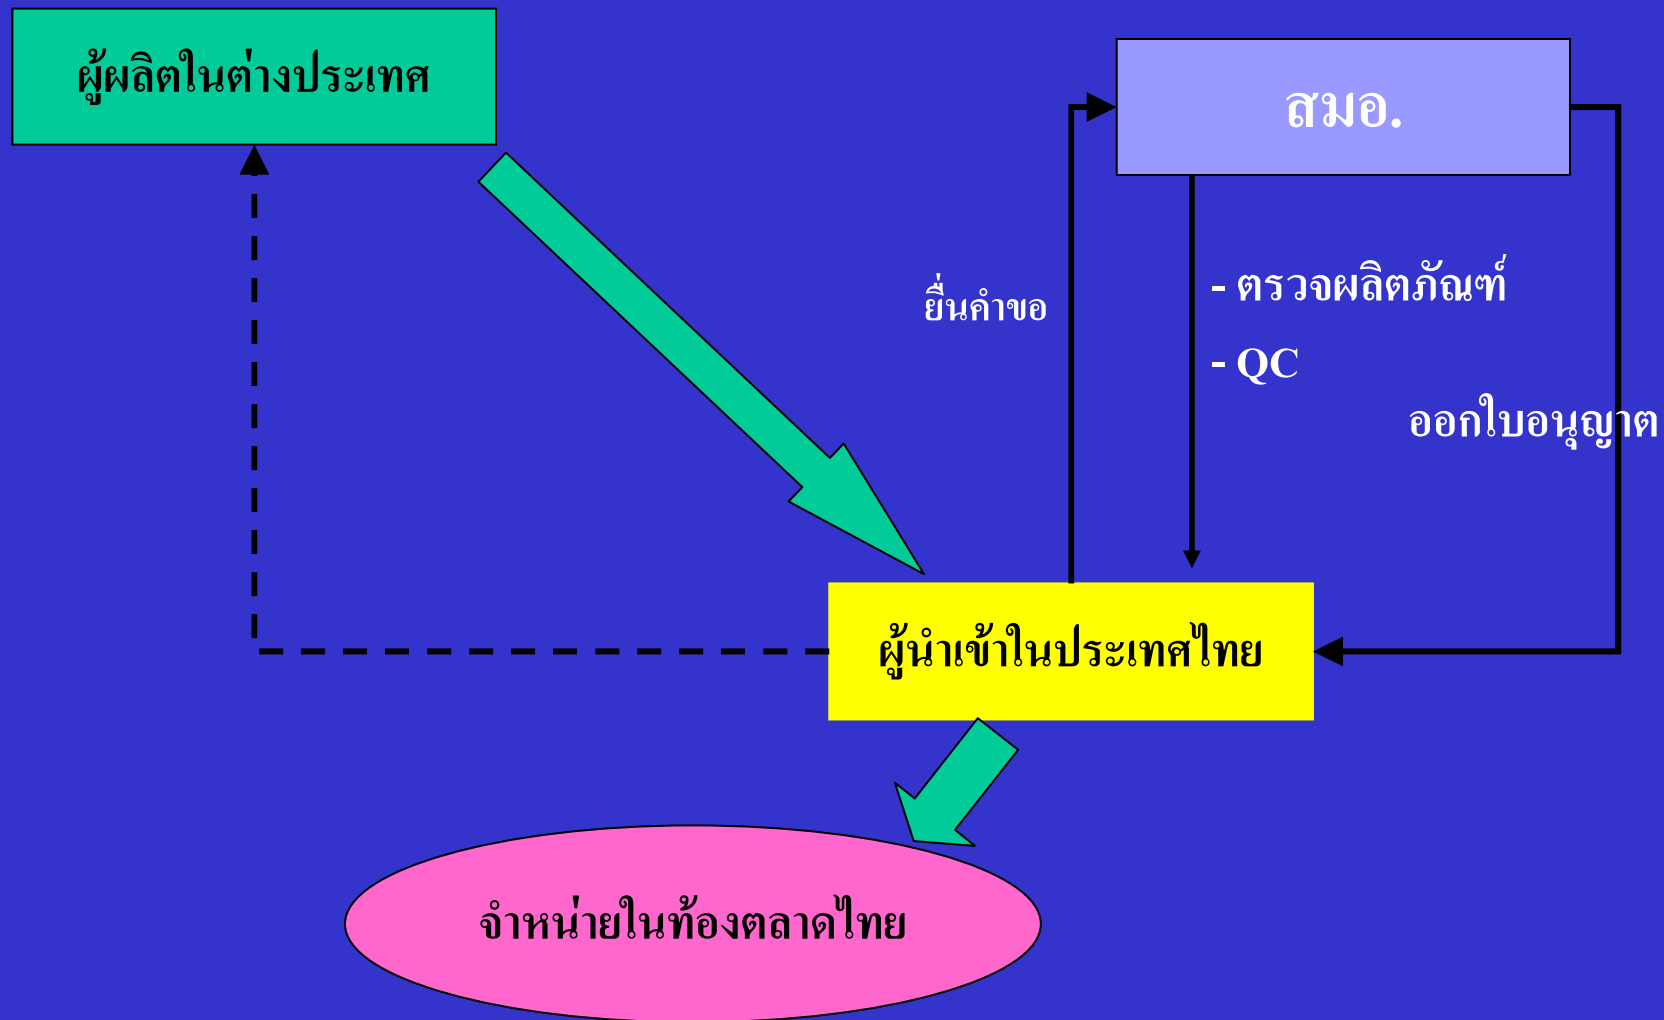 ผู้ผลิตในต่างประเทศ
สมอ.
ยื่นคำขอ
- ตรวจผลิตภัณฑ์
- QC
ออกใบอนุญาต
ผู้นำเข้าในประเทศไทย
จำหน่ายในท้องตลาดไทย